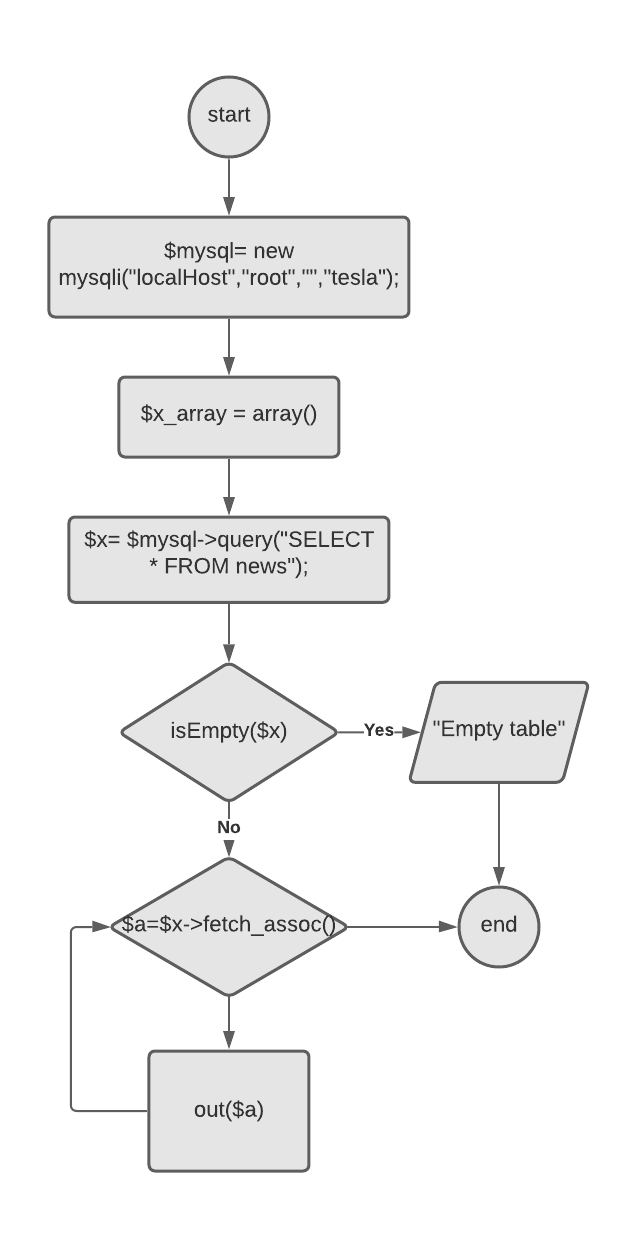 start
$mysql= new
mysqli("localHost","root","","tesla");
$x_array = array()
$x= $mysql->query("SELECT
* FROM news");
isEmpty($x)
Yes
"Empty table"
No
$a=$x->fetch_assoc()
end
out($a)